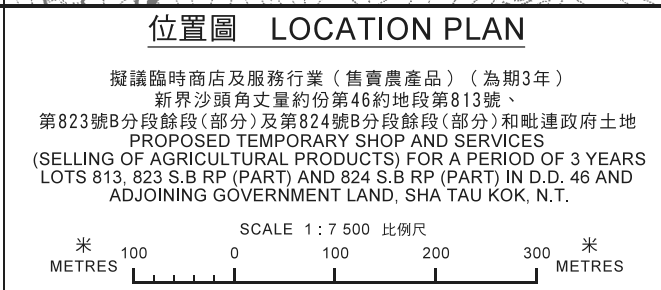 位置圖 LOCATION PLAN
擬議臨時商店及服務行業（售賣農產品）（為期3年）
新界沙頭角丈量約份第46約地段第813號、
第823號B分段餘段(部分)及第824號B分段餘段(部分)和毗連政府土地
PROPOSED TEMPORARY SHOP AND SERVICES
(SELLING OF AGRICULTURAL PRODUCTS) FOR A PERIOD OF 3 YEARS
LOTS 813, 823 S.B RP (PART) AND 824 S.B RP (PART) IN D.D. 46 AND
ADJOINING GOVERNMENT LAND, SHA TAU KOK, N.T.
SCALE 1 : 7 500 比例尺
米 METRES 100 0 100 200 300 米 METRES